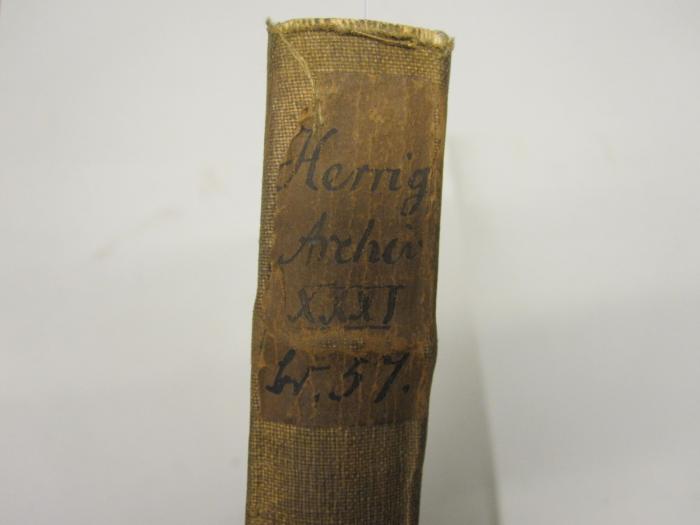 Herrig
Archiv
XXXI
57.